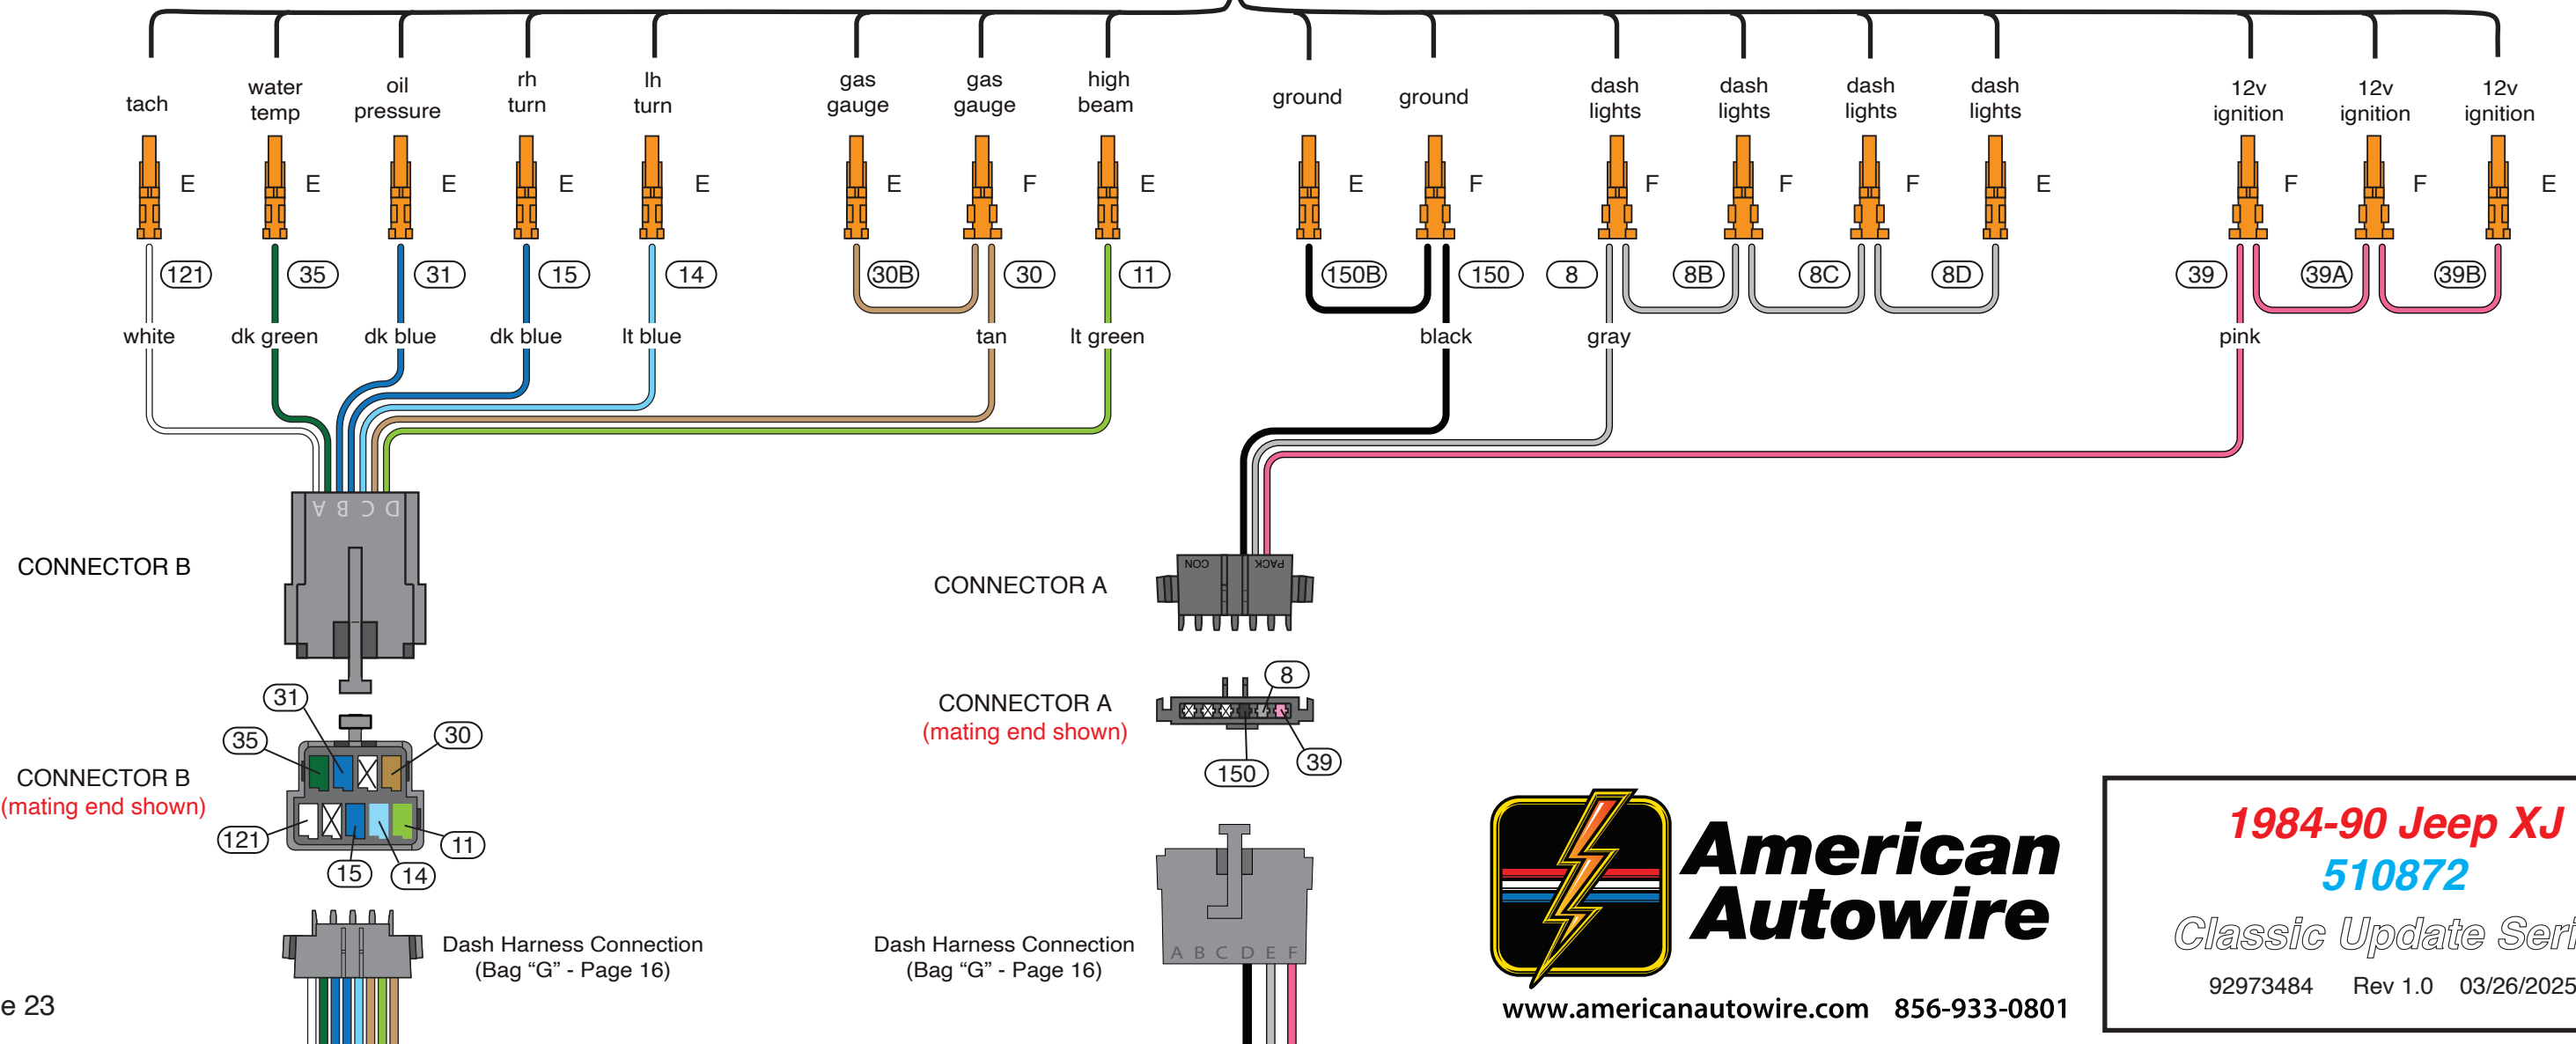 tach
water
temp
oil
pressure
rh
turn
lh
turn
gas
gauge
gas
gauge
high
beam
ground
ground
dash
lights
dash
lights
dash
lights
dash
lights
12v
ignition
12v
ignition
12v
ignition
E
E
E
E
E
E
F
E
E
F
F
F
F
E
F
F
E
121
35
31
15
14
30B
30
11
150B
150
8
8B
8C
8D
39
39A
39B
white
dk green
dk blue
dk blue
lt blue
tan
lt green
black
gray
pink
A B C D
CONNECTOR B
CON PACK
CONNECTOR A
31
35
30
CONNECTOR B
(mating end shown)
121
15
14
11
8
CONNECTOR A
(mating end shown)
150
39
Dash Harness Connection
(Bag “G” - Page 16)
Dash Harness Connection
(Bag “G” - Page 16)
A B C D E F
e 23
American
Autowire
www.americanautowire.com 856-933-0801
1984-90 Jeep XJ
510872
Classic Update Seri
92973484 Rev 1.0 03/26/2025